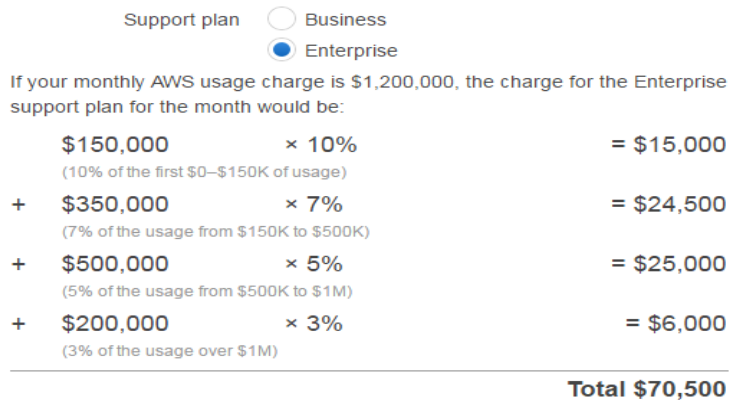 Support plan Business
Enterprise
If your monthly AWS usage charge is $1,200,000, the charge for the Enterprise
support plan for the month would be:
$150,000 × 10% = $15,000
(10% of the first $0–$150K of usage)
+ $350,000 × 7% = $24,500
(7% of the usage from $150K to $500K)
+ $500,000 × 5% = $25,000
(5% of the usage from $500K to $1M)
+ $200,000 × 3% = $6,000
(3% of the usage over $1M)
Total $70,500